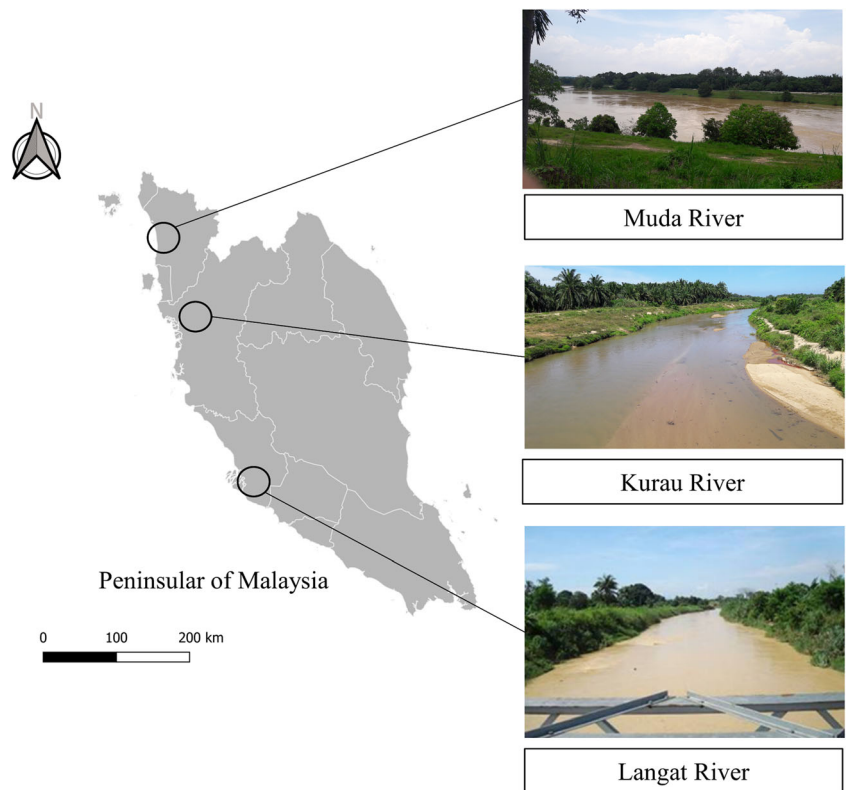 N
Muda River
Kurau River
Peninsular of Malaysia
0 100 200 km
Langat River